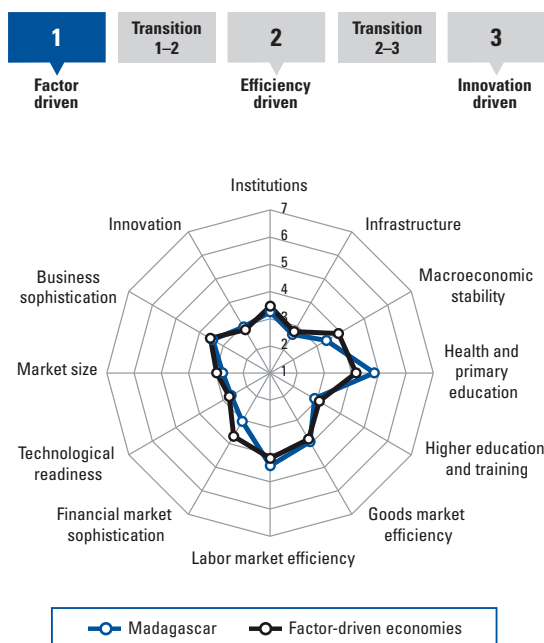 1
Transition
1–2
2
Transition
2–3
3
Factor
driven
Efficiency
driven
Innovation
driven
Institutions
7
Innovation
Infrastructure
6
5
Business
sophistication
Macroeconomic
stability
4
3
Market size
2
1
Health and
primary
education
Technological
readiness
Higher education
and training
Financial market
sophistication
Goods market
efficiency
Labor market efficiency
Madagascar
Factor-driven economies